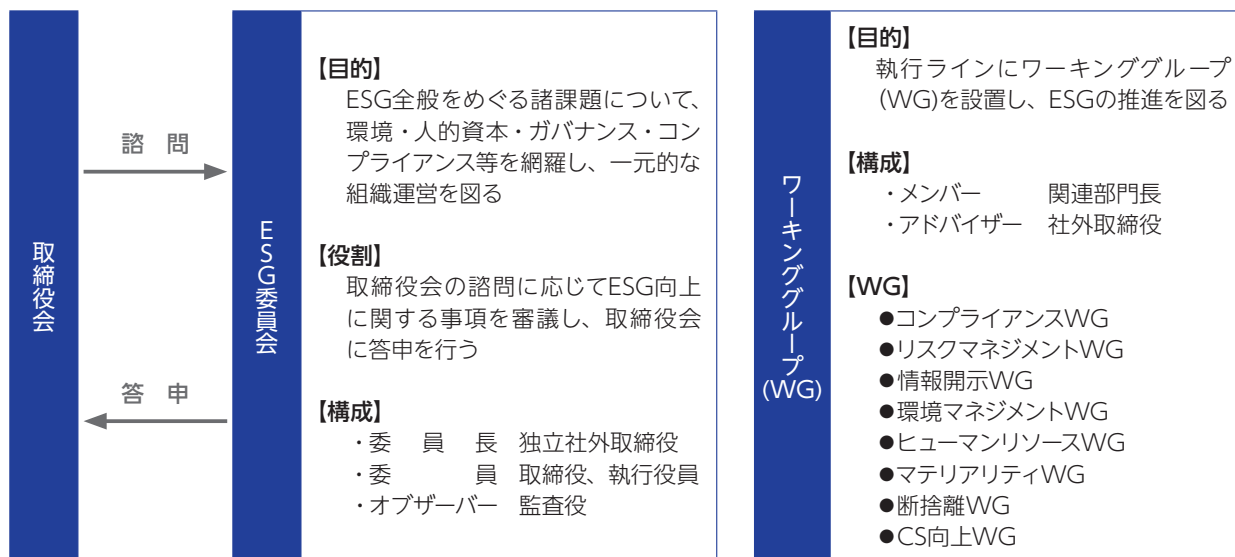 取締役会
諮 問
答 申
ESG委員会
【目的】
ESG全般をめぐる諸課題について、
環境・人的資本・ガバナンス・コン
プライアンス等を網羅し、一元的な
組織運営を図る
【役割】
取締役会の諮問に応じてESG向上
に関する事項を審議し、取締役会
に答申を行う
【構成】
・委 員 長 独立社外取締役
・委 員 取締役、執行役員
・オブザーバー 監査役
ワーキンググループ
(WG)
【目的】
執行ラインにワーキンググループ
(WG)を設置し、ESGの推進を図る
【構成】
・メンバー 関連部門長
・アドバイザー 社外取締役
【WG】
●コンプライアンスWG
●リスクマネジメントWG
●情報開示WG
●環境マネジメントWG
●ヒューマンリソースWG
●マテリアリティWG
●断捨離WG
●CS向上WG